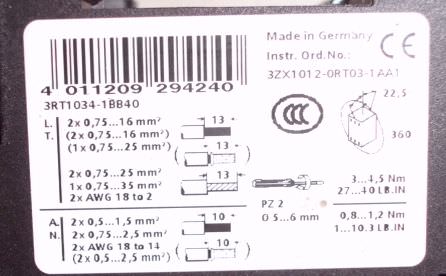 Made in Germany
Instr. Ord.No.:
3ZX1012-0RT03-1AA1
CE
4 011209 294240
3RT1034-1BB40
CCC
22,5
360
L. 2x 0,75...16 mm² 13
T. (2x 0,75...16 mm²)
(1x 0,75...25 mm²) ( 13 )
2x 0,75...25 mm² 13 3...4,5 Nm
1x 0,75...35 mm² 27...40 LB.IN
2x AWG 18 to 2 PZ 2
A. 2x 0,5...1,5 mm² 10 Ø 5...6 mm 0,8...1,2 Nm
N. 2x 0,75...2,5 mm² 1...10.3 LB.IN
2x AWG 18 to 14 ( 10 )
(2x 0,5...2,5 mm²)